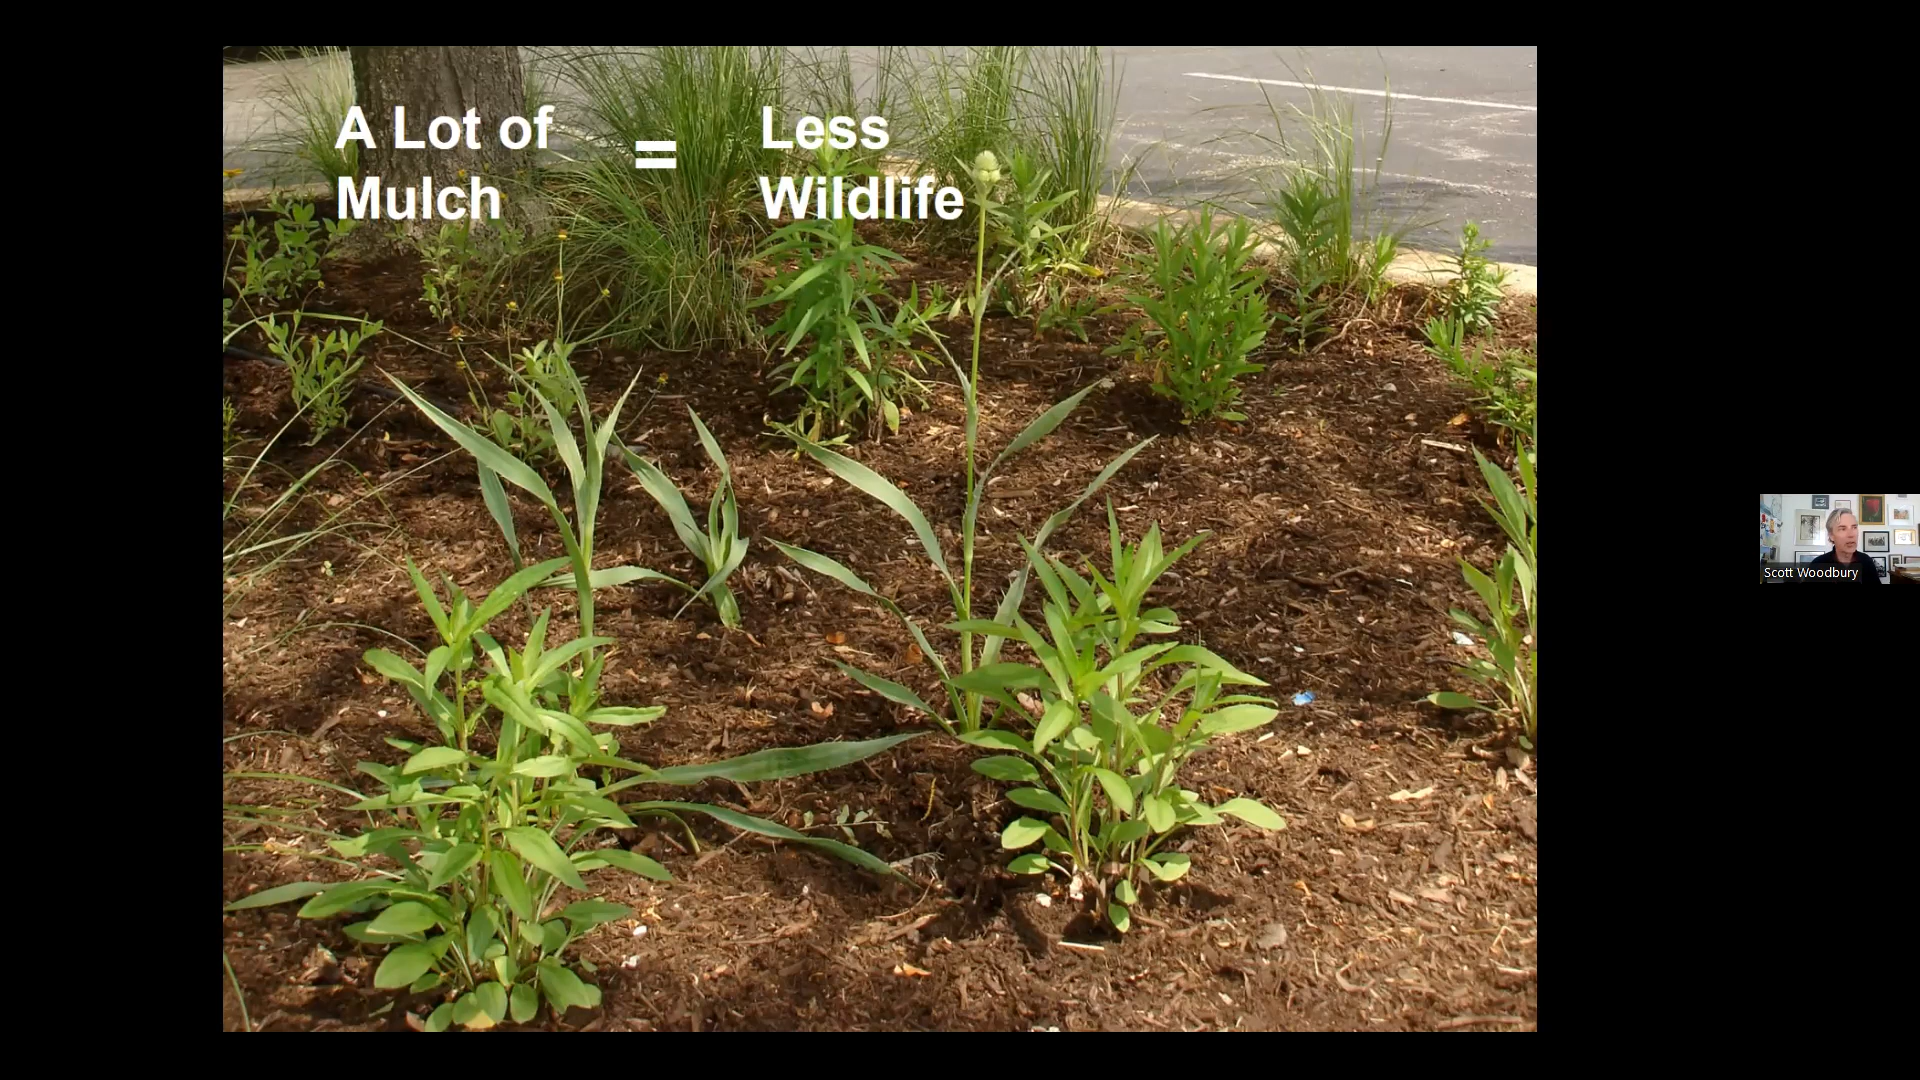 A Lot of
Mulch
=
Less
Wildlife
Scott Woodbury